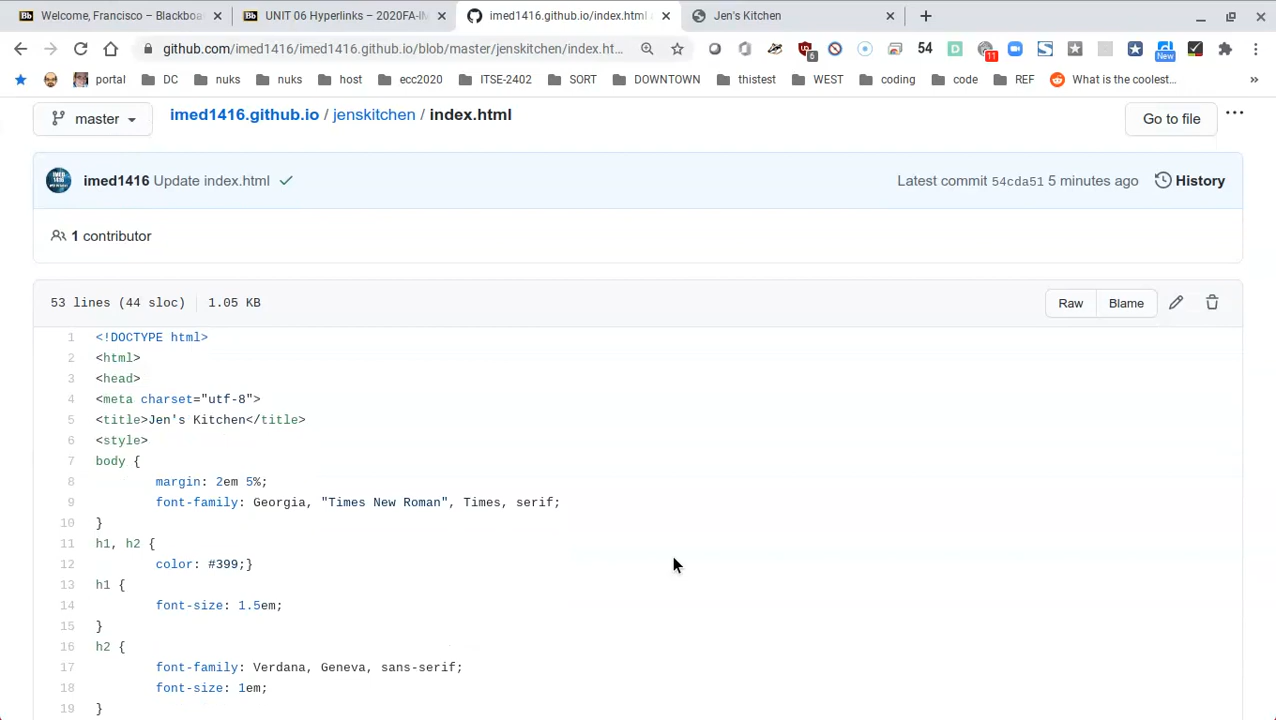 Welcome, Francisco – Blackboa
UNIT 06 Hyperlinks – 2020FA-IM
imed1416.github.io/index.html
Jen's Kitchen
github.com/imed1416/imed1416.github.io/blob/master/jenskitchen/index.ht...
6
54
11
New
portal
DC
nuks
nuks
host
ecc2020
ITSE-2402
SORT
DOWNTOWN
thistest
WEST
coding
code
REF
What is the coolest...
»
master
imed1416.github.io / jenskitchen / index.html
Go to file
...
imed1416 Update index.html
Latest commit 54cda51 5 minutes ago
History
1 contributor
53 lines (44 sloc)
1.05 KB
Raw
Blame
1 <!DOCTYPE html>
2 <html>
3 <head>
4 <meta charset="utf-8">
5 <title>Jen's Kitchen</title>
6 <style>
7 body {
8 margin: 2em 5%;
9 font-family: Georgia, "Times New Roman", Times, serif;
10 }
11 h1, h2 {
12 color: #399;}
13 h1 {
14 font-size: 1.5em;
15 }
16 h2 {
17 font-family: Verdana, Geneva, sans-serif;
18 font-size: 1em;
19 }